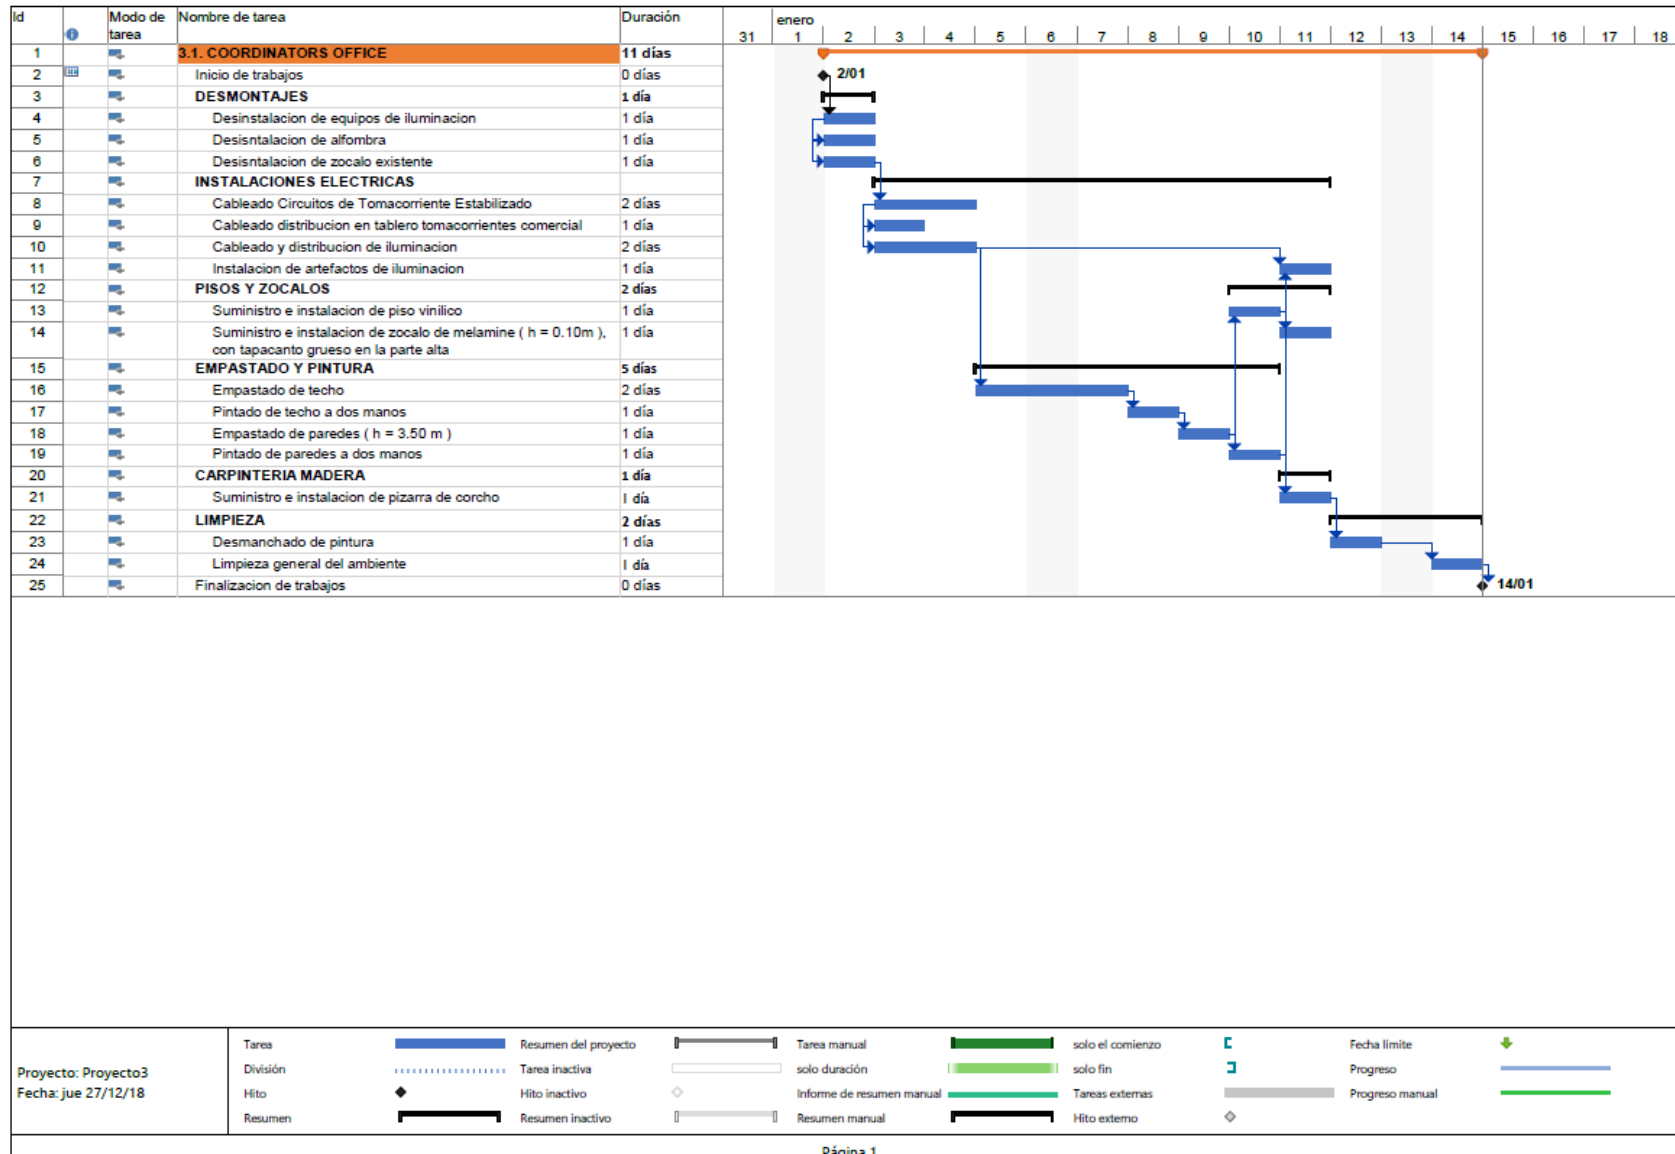 Id Modo de tarea Nombre de tarea Duración
enero
31 1 2 3 4 5 6 7 8 9 10 11 12 13 14 15 16 17 18
1 3.1. COORDINATORS OFFICE 11 días
2 Inicio de trabajos 0 días 2/01
3 DESMONTAJES 1 día
4 Desinstalacion de equipos de iluminacion 1 día
5 Desisntalacion de alfombra 1 día
6 Desisntalacion de zocalo existente 1 día
7 INSTALACIONES ELECTRICAS
8 Cableado Circuitos de Tomacorriente Estabilizado 2 días
9 Cableado distribucion en tablero tomacorrientes comercial 1 día
10 Cableado y distribucion de iluminacion 2 días
11 Instalacion de artefactos de iluminacion 1 día
12 PISOS Y ZOCALOS 2 días
13 Suministro e instalacion de piso vinilico 1 día
14 Suministro e instalacion de zocalo de melamine ( h = 0.10m ), 1 día
con tapacanto grueso en la parte alta
15 EMPASTADO Y PINTURA 5 días
16 Empastado de techo 2 días
17 Pintado de techo a dos manos 1 día
18 Empastado de paredes ( h = 3.50 m ) 1 día
19 Pintado de paredes a dos manos 1 día
20 CARPINTERIA MADERA 1 día
21 Suministro e instalacion de pizarra de corcho 1 día
22 LIMPIEZA 2 días
23 Desmanchado de pintura 1 día
24 Limpieza general del ambiente 1 día
25 Finalizacion de trabajos 0 días 14/01
Proyecto: Proyecto3
Fecha: jue 27/12/18
Tarea Resumen del proyecto Tarea manual solo el comienzo Fecha límite
División Tarea inactiva solo duración solo fin Progreso
Hito Hito inactivo Informe de resumen manual Tareas externas Progreso manual
Resumen Resumen inactivo Resumen manual Hito externo
Página 1